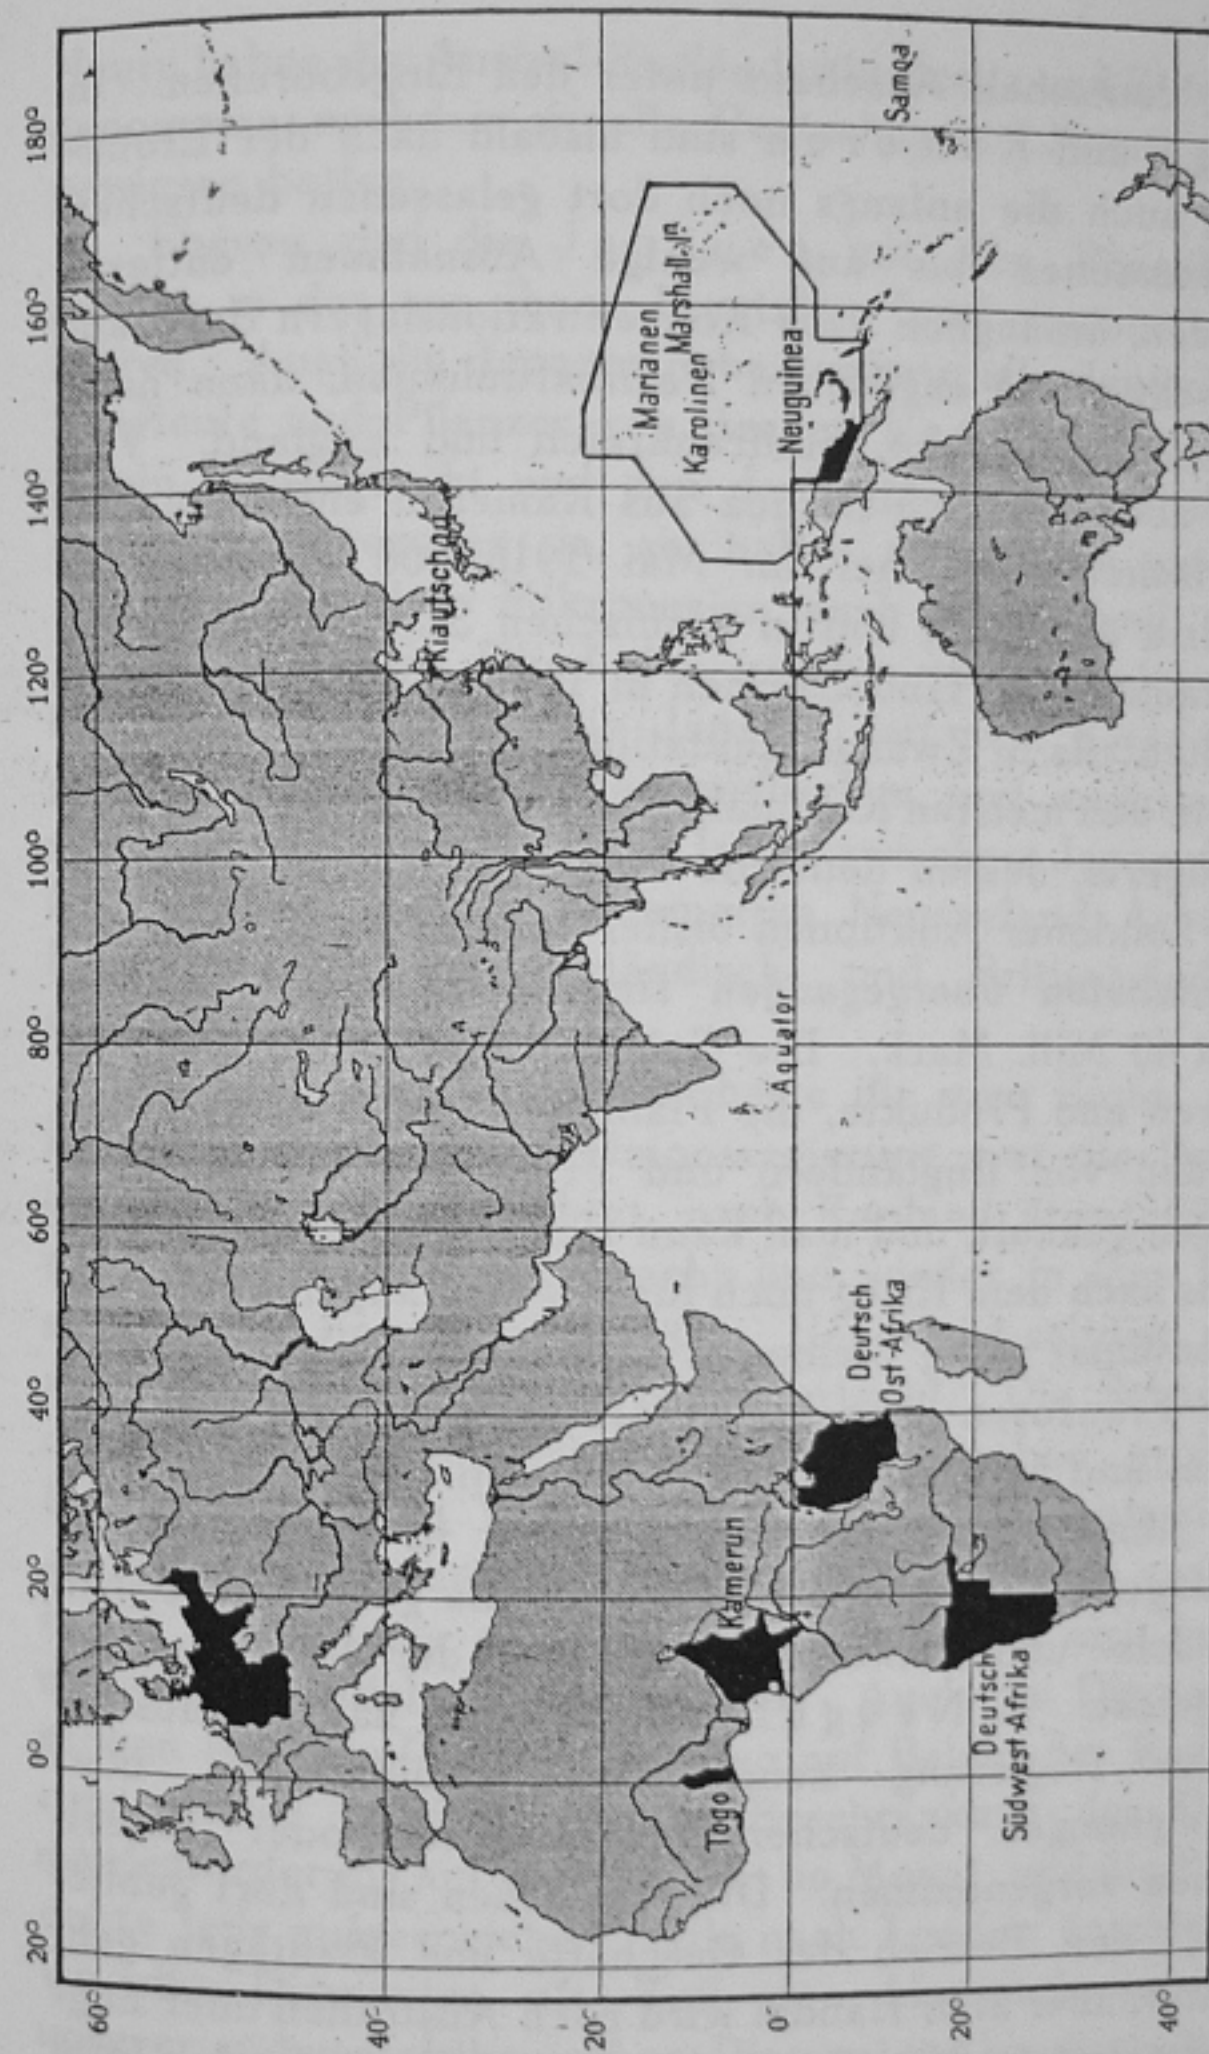 20° 0° 20° 40° 60° 80° 100° 120° 140° 160° 180°
60°
40°
Kiautschou
20°
Marianen
Karolinen
Marshall-In
Togo
Kamerun
0°
Äquator
Neuguinea
Deutsch
Ost-Afrika
Samoa
20°
Deutsch
Südwest-Afrika
40°